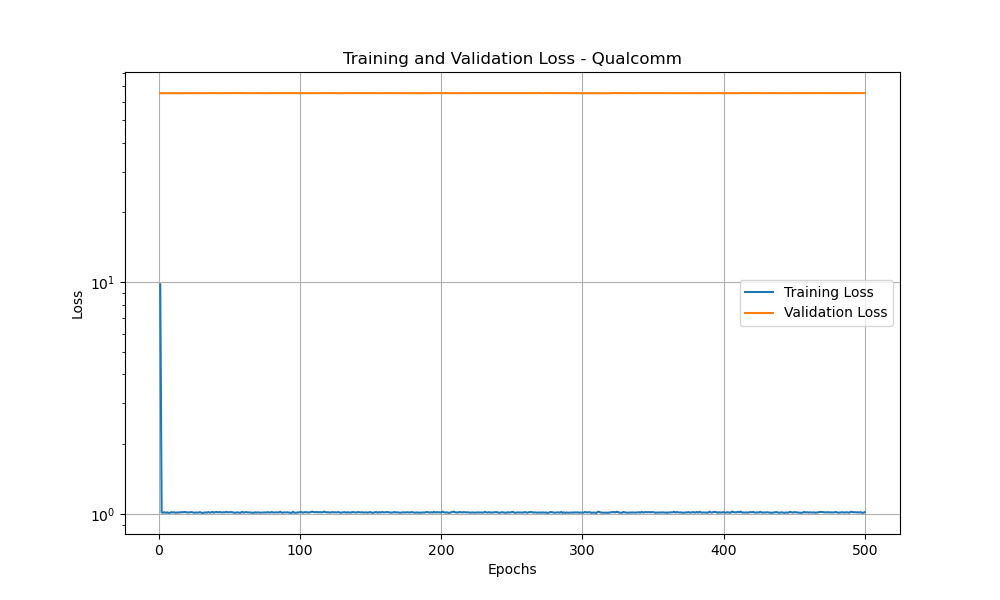 Training and Validation Loss - Qualcomm
Loss
10¹
10⁰
Training Loss
Validation Loss
0 100 200 300 400 500
Epochs